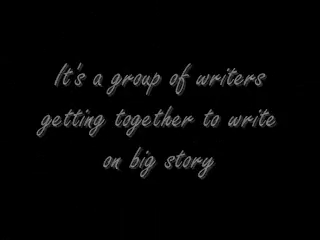 It's a group of writers
getting together to write
on big story